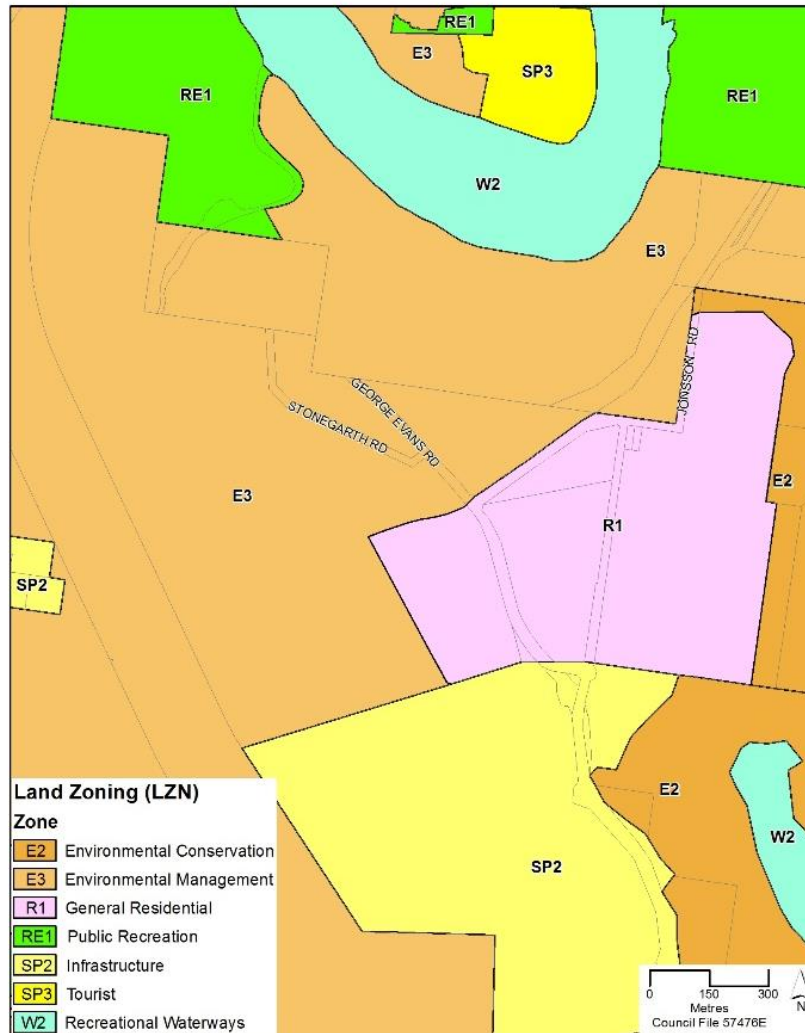 RE1
E3
SP3
RE1
RE1
W2
E3
JONSSONS RD
GEORGE EVANS RD
STONEGARTH RD
E2
E3
R1
SP2
E2
W2
SP2
Land Zoning (LZN)
Zone
E2 Environmental Conservation
E3 Environmental Management
R1 General Residential
RE1 Public Recreation
SP2 Infrastructure
SP3 Tourist
W2 Recreational Waterways
0 150 300
Metres
N
Council File 57476E